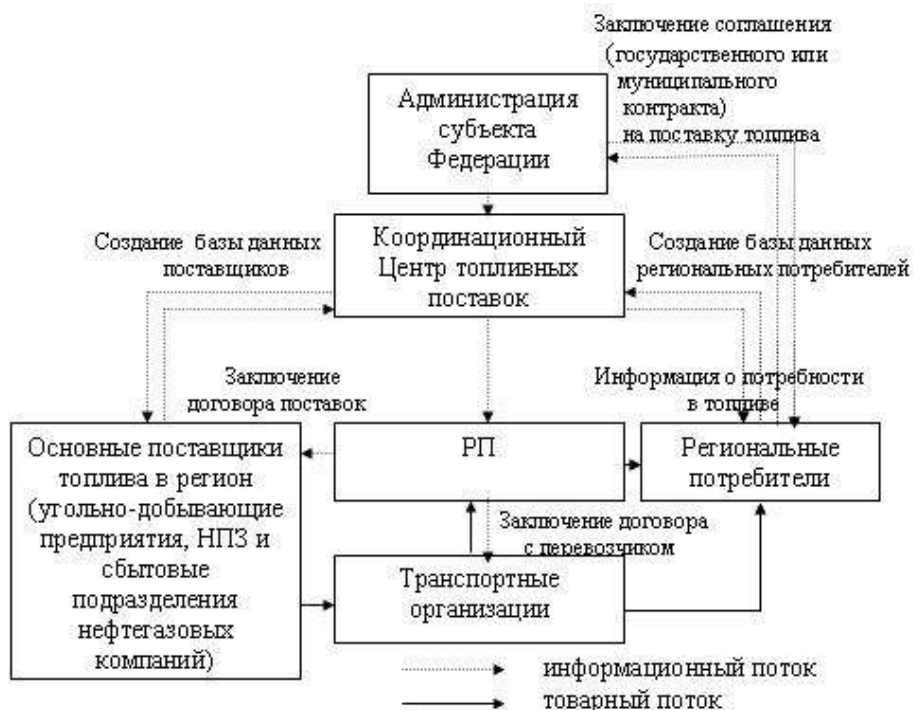 Заключение соглашения
(государственного или
муниципального
контракта)
на поставку топлива
Администрация
субъекта
Федерации
Создание базы данных
поставщиков
Координационный
Центр топливных
поставок
Создание базы данных
региональных потребителей
Заключение
договора поставок
Информация о потребности
в топливе
Основные поставщики
топлива в регион
(угольно-добывающие
предприятия, НПЗ и
сбытовые
подразделения
нефтегазовых
компаний)
РП
Региональные
потребители
Заключение договора
с перевозчиком
Транспортные
организации
информационный поток
товарный поток